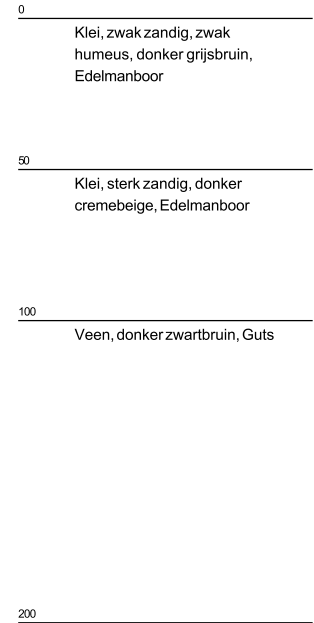 0
Klei, zwak zandig, zwak
humeus, donker grijsbruin,
Edelmanboor
50
Klei, sterk zandig, donker
cremebeige, Edelmanboor
100
Veen, donker zwartbruin, Guts
200